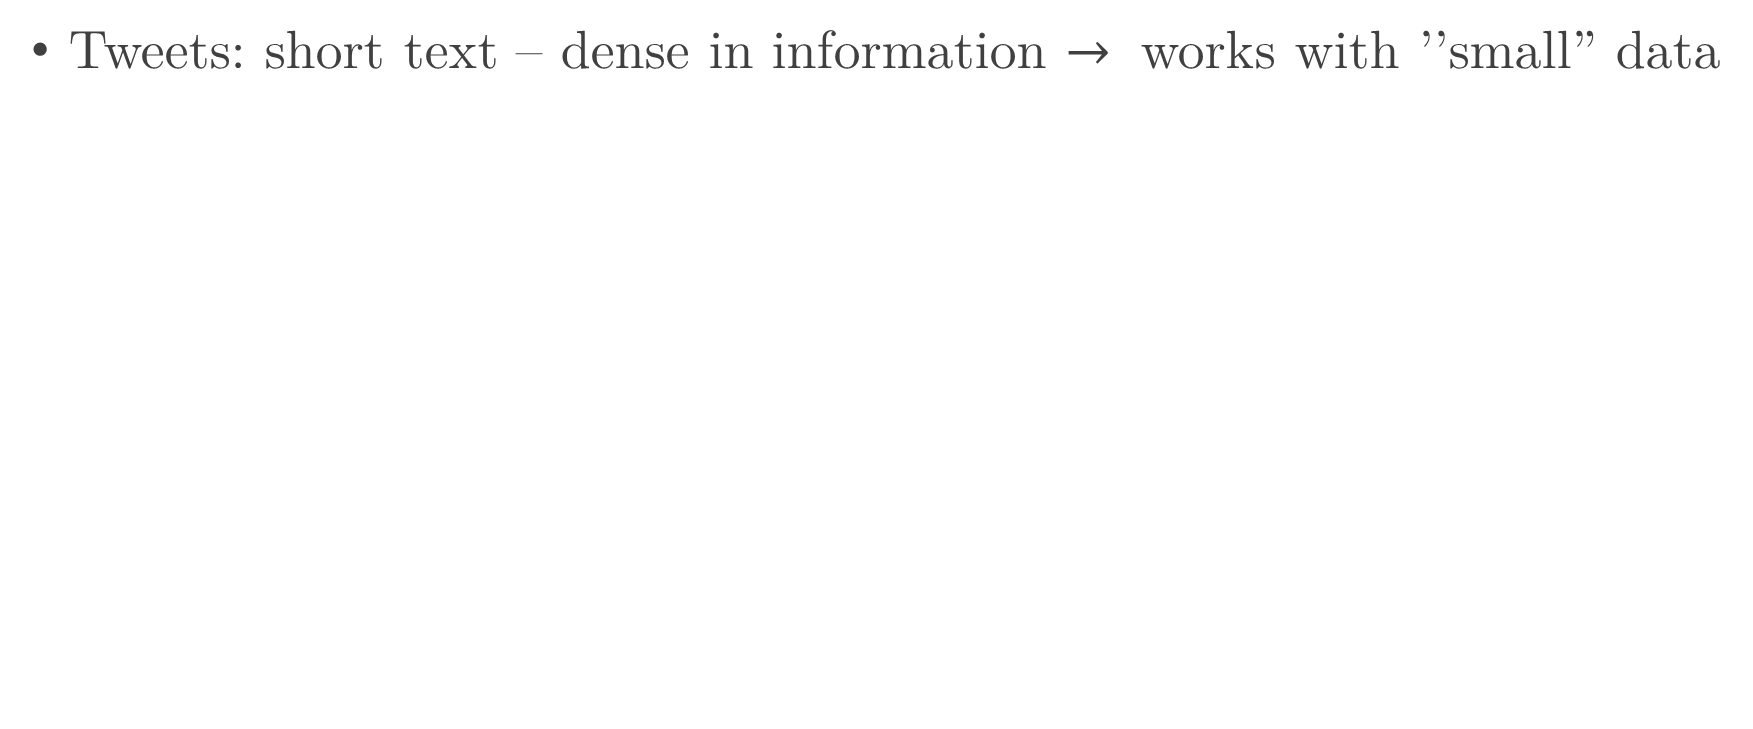 • Tweets: short text – dense in information → works with ’’small” data